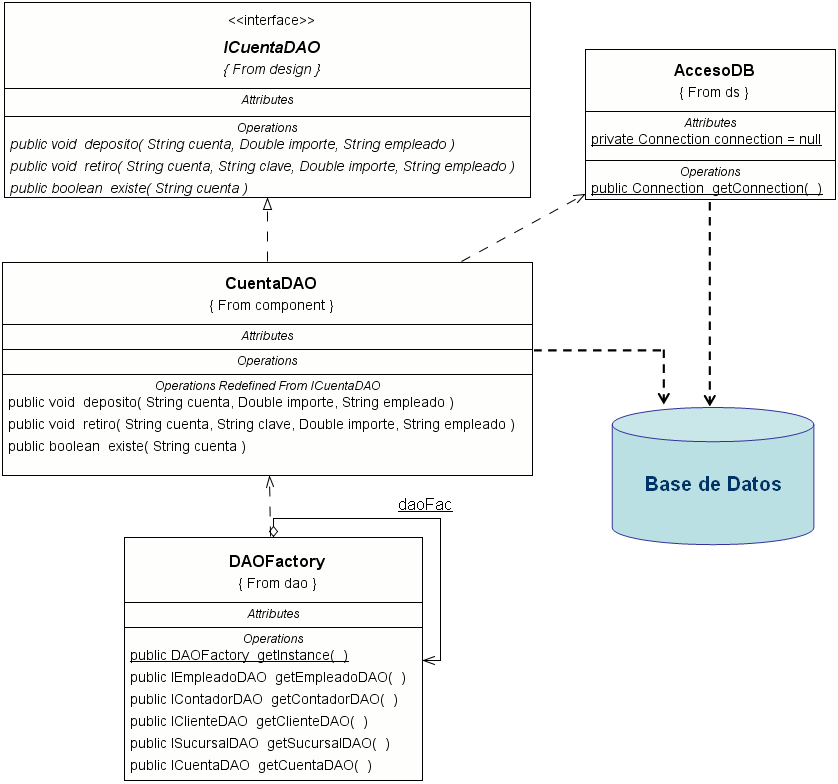 <<interface>>
ICuentaDAO
{ From design }
Attributes
Operations
public void deposito( String cuenta, Double importe, String empleado )
public void retiro( String cuenta, String clave, Double importe, String empleado )
public boolean existe( String cuenta )
AccesoDB
{ From ds }
Attributes
private Connection connection = null
Operations
public Connection getConnection( )
CuentaDAO
{ From component }
Attributes
Operations
Operations Redefined From ICuentaDAO
public void deposito( String cuenta, Double importe, String empleado )
public void retiro( String cuenta, String clave, Double importe, String empleado )
public boolean existe( String cuenta )
Base de Datos
daoFac
DAOFactory
{ From dao }
Attributes
Operations
public DAOFactory getInstance( )
public IEmpleadoDAO getEmpleadoDAO( )
public IContadorDAO getContadorDAO( )
public IClienteDAO getClienteDAO( )
public ISucursalDAO getSucursalDAO( )
public ICuentaDAO getCuentaDAO( )